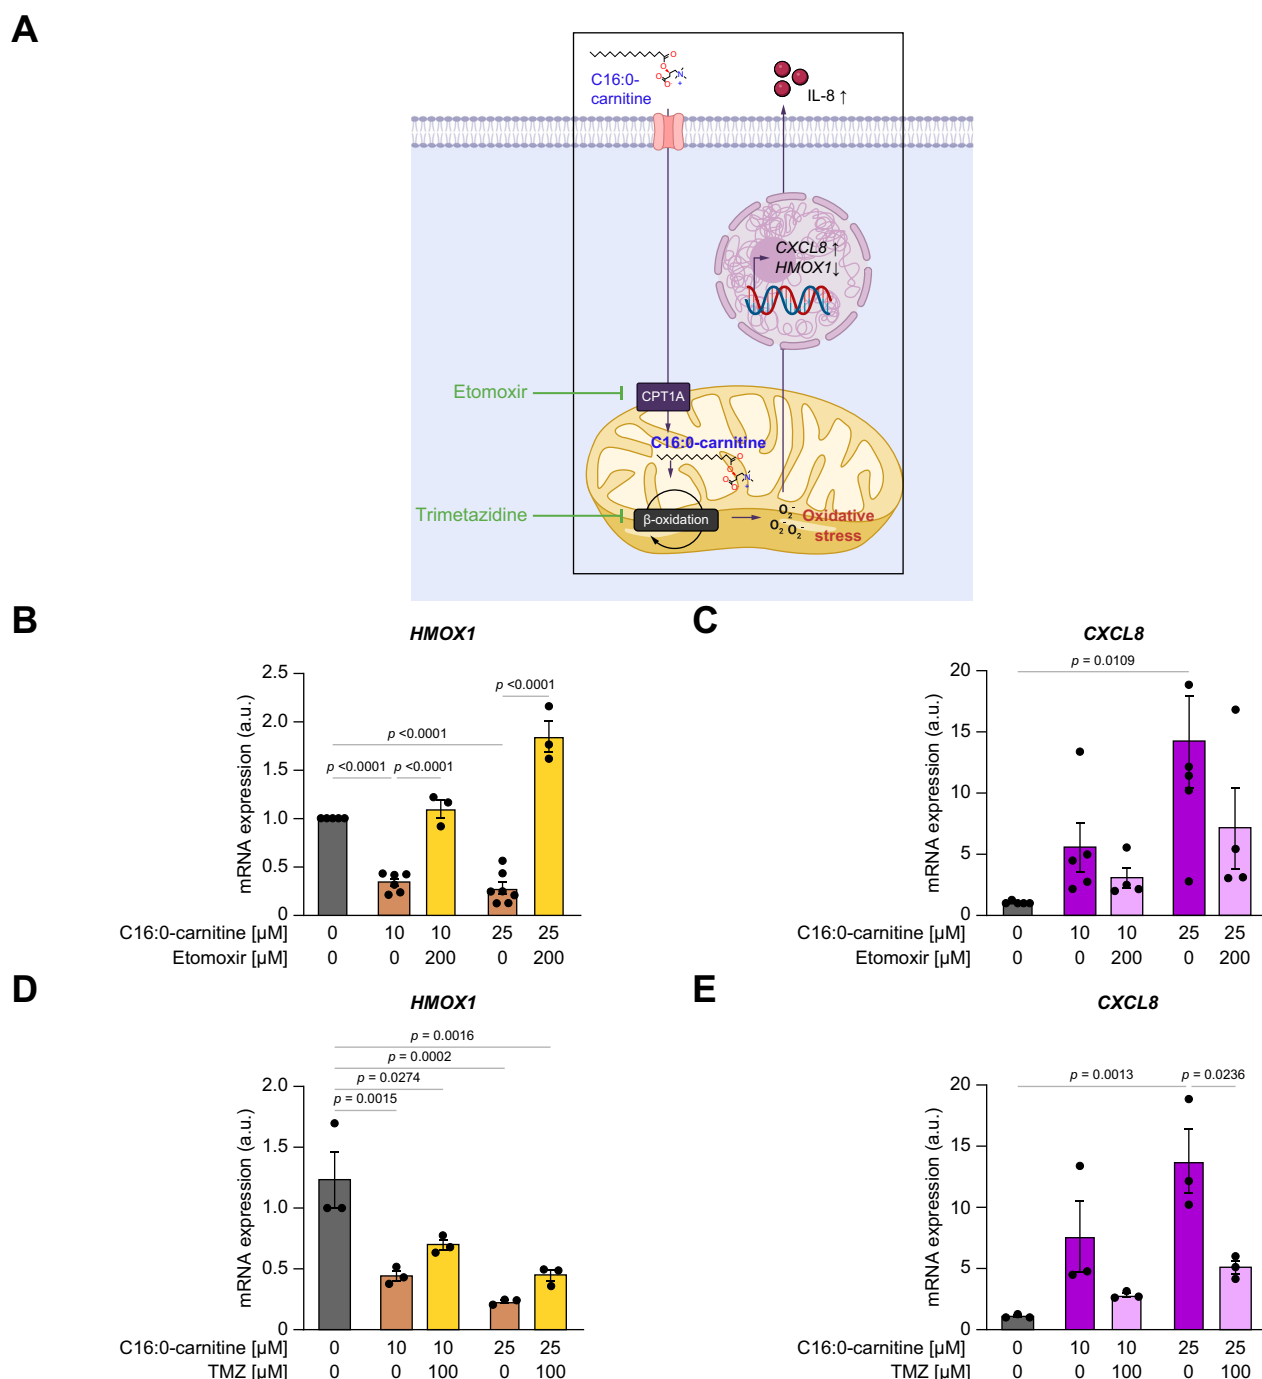 A
C16:0-
carnitine
IL-8 ↑
CXCL8 ↑
HMOX1↓
Etomoxir
CPT1A
C16:0-carnitine
Trimetazidine
β-oxidation
O2-
O2- O2-
Oxidative
stress
B
HMOX1
mRNA expression (a.u.)
2.5
2.0
1.5
1.0
0.5
0
p <0.0001
p <0.0001
p <0.0001 p <0.0001
C16:0-carnitine [µM] 0 10 10 25 25
Etomoxir [µM] 0 0 200 0 200
C
CXCL8
mRNA expression (a.u.)
20
15
10
5
0
p = 0.0109
C16:0-carnitine [µM] 0 10 10 25 25
Etomoxir [µM] 0 0 200 0 200
D
HMOX1
mRNA expression (a.u.)
2.0
1.5
1.0
0.5
0
p = 0.0016
p = 0.0002
p = 0.0274
p = 0.0015
C16:0-carnitine [µM] 0 10 10 25 25
TMZ [µM] 0 0 100 0 100
E
CXCL8
mRNA expression (a.u.)
20
15
10
5
0
p = 0.0013 p = 0.0236
C16:0-carnitine [µM] 0 10 10 25 25
TMZ [µM] 0 0 100 0 100